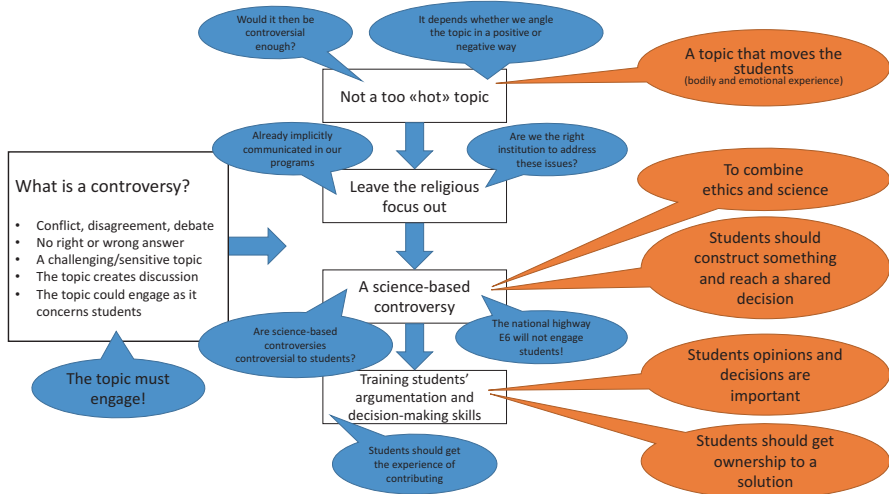 Would it then be
controversial
enough?
It depends whether we angle
the topic in a positive or
negative way
A topic that moves the
students
(bodily and emotional experience)
Not a too «hot» topic
Already implicitly
communicated in our
programs
Are we the right
institution to address
these issues?
Leave the religious
focus out
To combine
ethics and science
What is a controversy?
• Conflict, disagreement, debate
• No right or wrong answer
• A challenging/sensitive topic
• The topic creates discussion
• The topic could engage as it
concerns students
Students should
construct something
and reach a shared
decision
A science-based
controversy
Are science-based
controversies
controversial to students?
The national highway
E6 will not engage
students!
The topic must
engage!
Training students’
argumentation and
decision-making skills
Students opinions and
decisions are
important
Students should get
the experience of
contributing
Students should get
ownership to a
solution